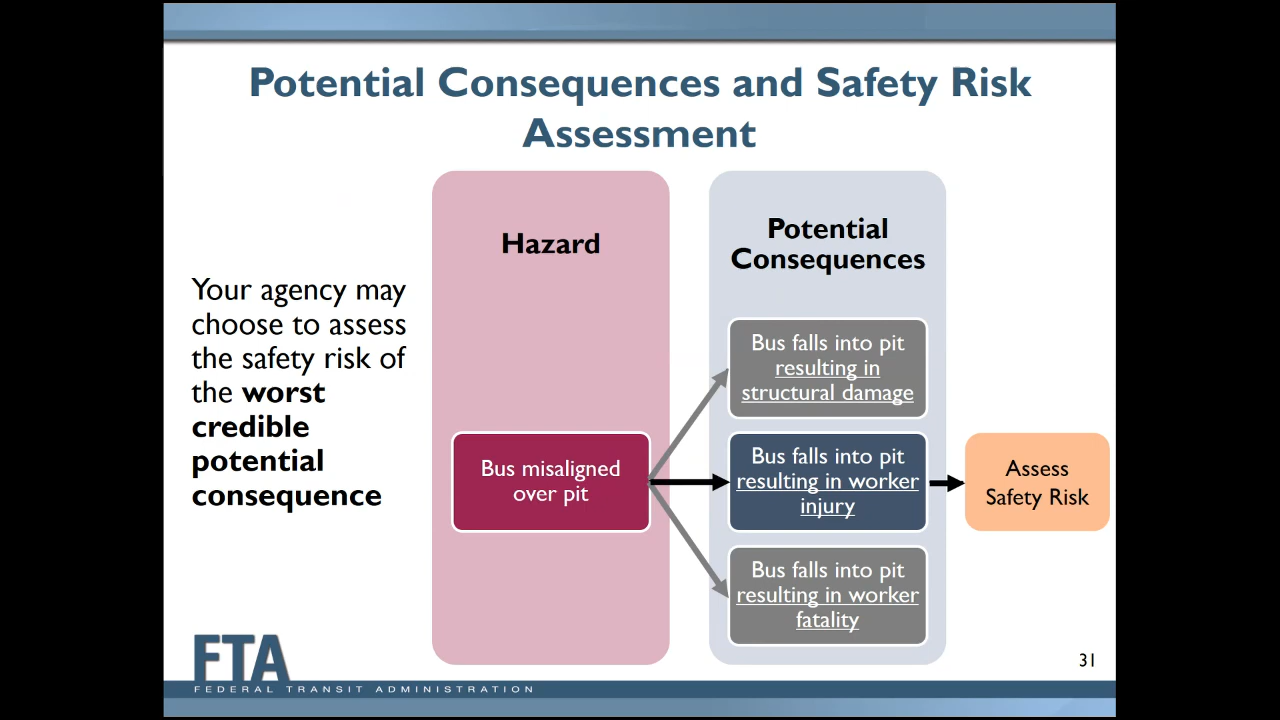 Potential Consequences and Safety Risk
Assessment
Your agency may
choose to assess
the safety risk of
the worst
credible
potential
consequence
Hazard
Bus misaligned
over pit
Potential
Consequences
Bus falls into pit
resulting in
structural damage
Bus falls into pit
resulting in worker
injury
Bus falls into pit
resulting in worker
fatality
Assess
Safety Risk
FTA
FEDERAL TRANSIT ADMINISTRATION
31